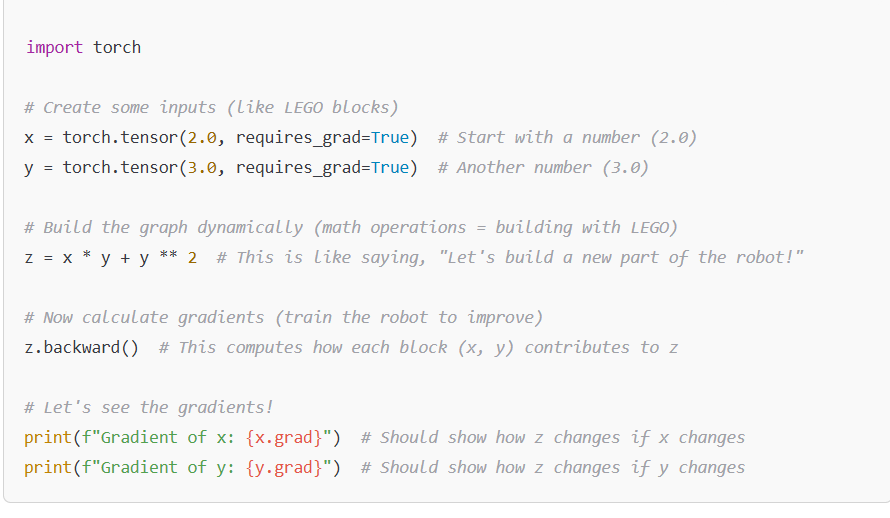 import torch
# Create some inputs (like LEGO blocks)
x = torch.tensor(2.0, requires_grad=True)  # Start with a number (2.0)
y = torch.tensor(3.0, requires_grad=True)  # Another number (3.0)
# Build the graph dynamically (math operations = building with LEGO)
z = x * y + y ** 2  # This is like saying, "Let's build a new part of the robot!"
# Now calculate gradients (train the robot to improve)
z.backward()  # This computes how each block (x, y) contributes to z
# Let's see the gradients!
print(f"Gradient of x: {x.grad}")  # Should show how z changes if x changes
print(f"Gradient of y: {y.grad}")  # Should show how z changes if y changes